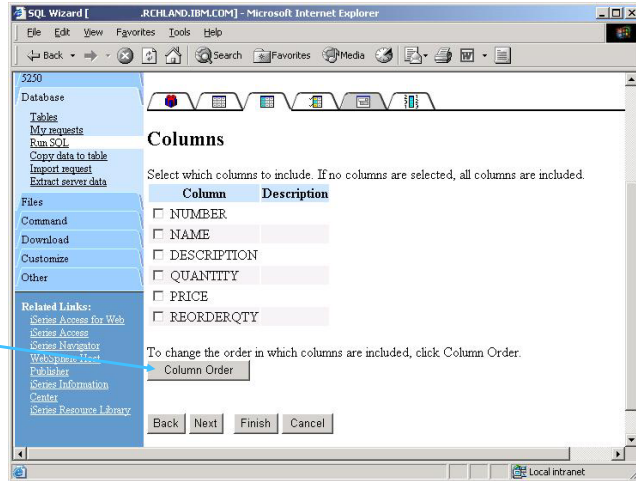 SQL Wizard [ .RCHLAND.IBM.COM] - Microsoft Internet Explorer
File Edit View Favorites Tools Help
Back Search Favorites Media
5250
Database
Tables
My requests
Run SQL
Copy data to table
Import request
Extract server data
Files
Command
Download
Customize
Other
Related Links:
iSeries Access for Web
iSeries Access
iSeries Navigator
WebSphere Host
Publisher
iSeries Information
Center
iSeries Resource Library
Columns
Select which columns to include. If no columns are selected, all columns are included.
Column Description
NUMBER
NAME
DESCRIPTION
QUANTITY
PRICE
REORDERQTY
To change the order in which columns are included, click Column Order.
Column Order
Back Next Finish Cancel
Local intranet